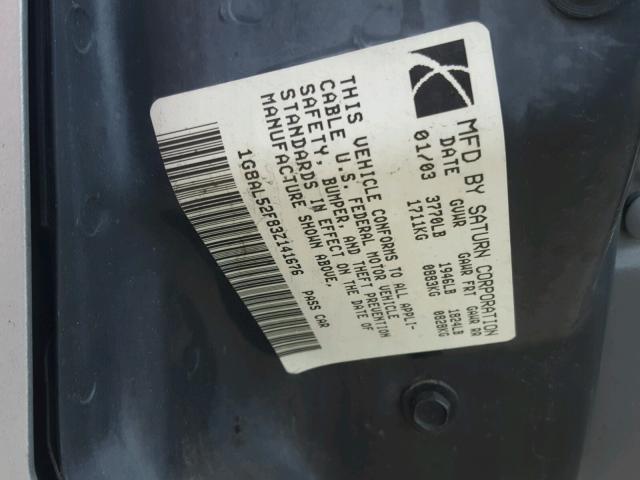 MFD BY SATURN CORPORATION
DATE GVWR GAWR FRT GAWR RR
01/03 3770LB 1946LB 1824LB
1711KG 0883KG 0828KG
THIS VEHICLE CONFORMS TO ALL APPLI-
CABLE U.S. FEDERAL MOTOR VEHICLE
SAFETY, BUMPER, AND THEFT PREVENTION
STANDARDS IN EFFECT ON THE DATE OF
MANUFACTURE SHOWN ABOVE.
1G8AL52F83Z141676 PASS CAR